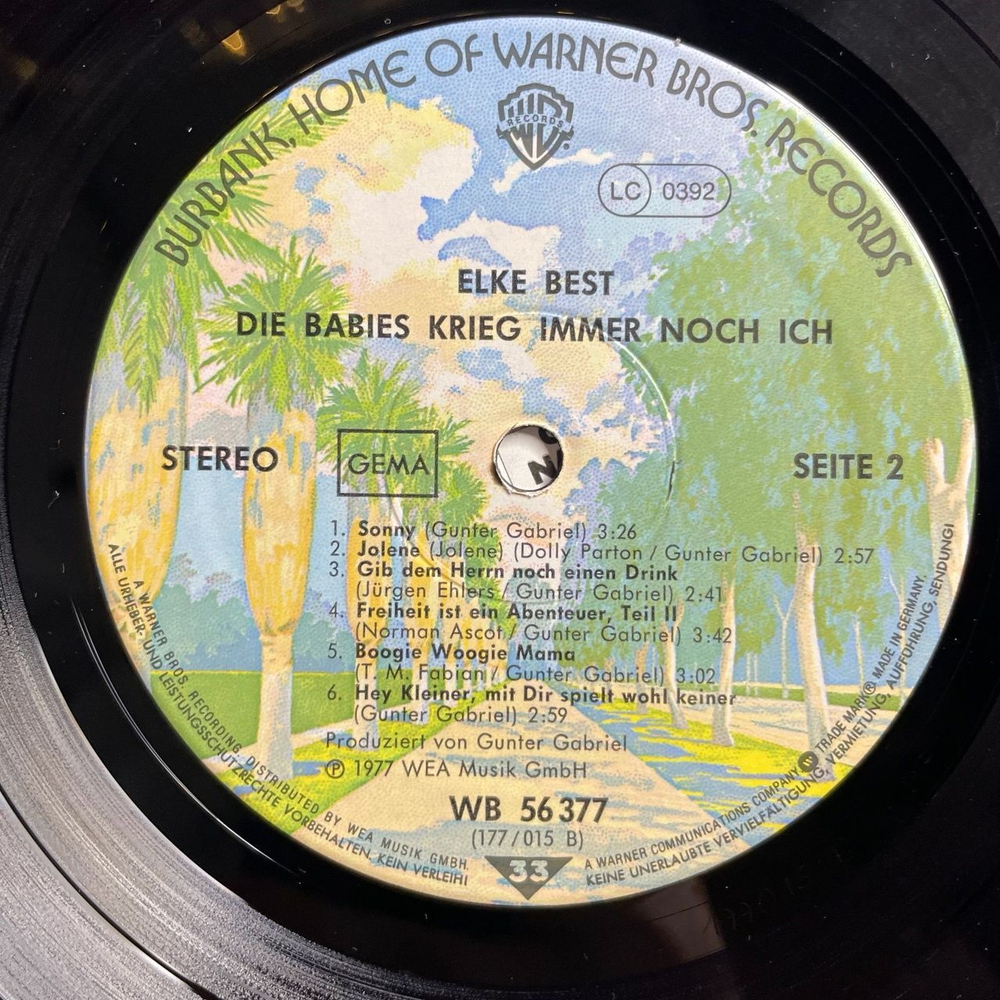 BURBANK, HOME OF WARNER BROS. RECORDS
W RECORDS
LC 0392
ELKE BEST
DIE BABIES KRIEG IMMER NOCH ICH
STEREO
GEMA
SEITE 2
1. Sonny (Gunter Gabriel) 3:26
2. Jolene (Jolene) (Dolly Parton / Gunter Gabriel) 2:57
3. Gib dem Herrn noch einen Drink
(Jürgen Ehlers / Gunter Gabriel) 2:41
4. Freiheit ist ein Abenteuer, Teil II
(Norman Ascot / Gunter Gabriel) 3:42
5. Boogie Woogie Mama
(T. M. Fabian / Gunter Gabriel) 3:02
6. Hey Kleiner, mit Dir spielt wohl keiner
(Gunter Gabriel) 2:59
Produziert von Gunter Gabriel
Ⓟ 1977 WEA Musik GmbH
WB 56 377
(177/015 B)
33
A WARNER BROS. RECORDING DISTRIBUTED BY WEA MUSIK GMBH.
ALLE URHEBER- UND LEISTUNGSSCHUTZRECHTE VORBEHALTEN. KEIN VERLEIH!
A WARNER COMMUNICATIONS COMPANY TRADE MARK® MADE IN GERMANY
KEINE UNERLAUBTE VERVIELFÄLTIGUNG, VERMIETUNG, AUFFÜHRUNG, SENDUNG!